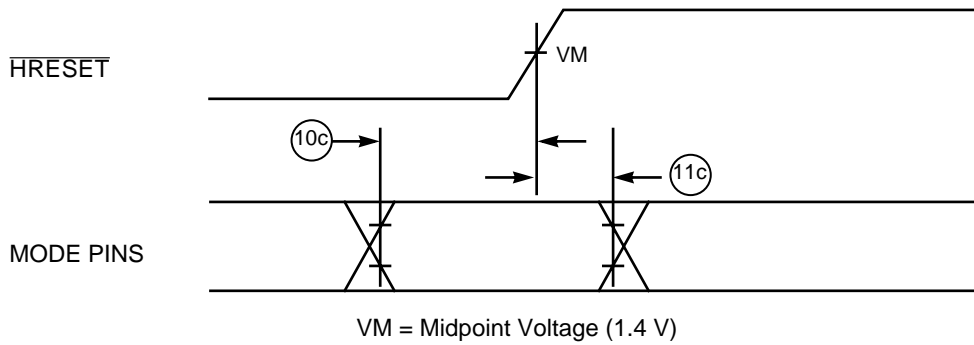 HRESET
VM
10c
11c
MODE PINS
VM = Midpoint Voltage (1.4 V)